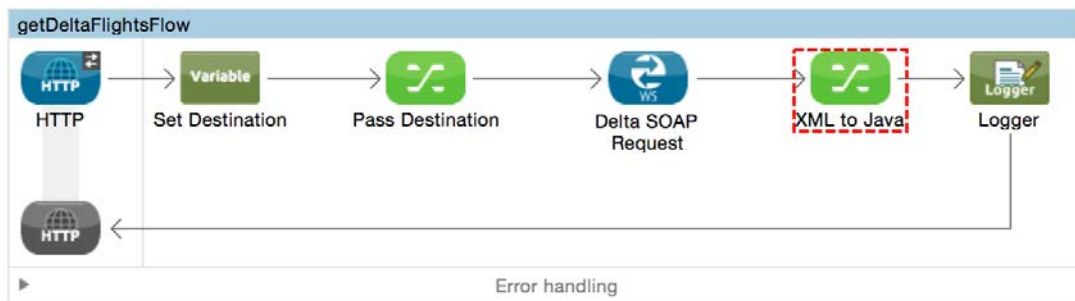 getDeltaFlightsFlow
HTTP Variable WS Logger
HTTP Set Destination Pass Destination Delta SOAP Request XML to Java Logger
HTTP
Error handling